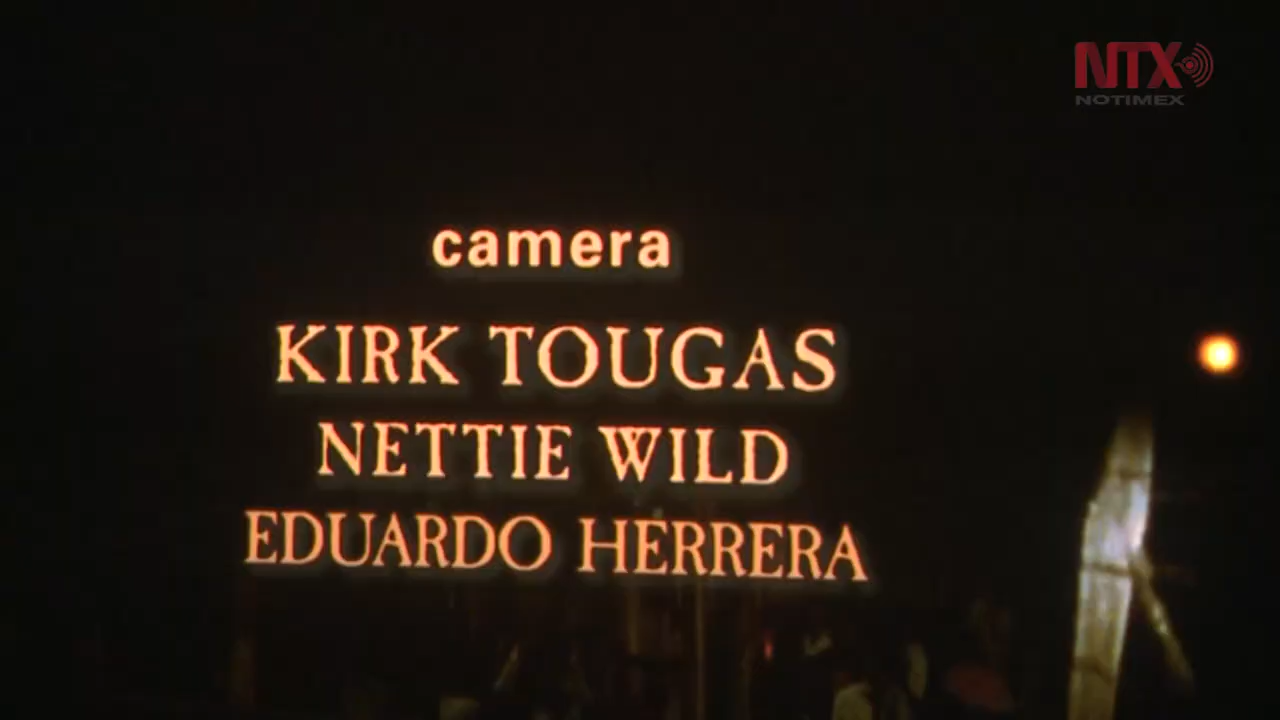 NTX
NOTIMEX
camera
KIRK TOUGAS
NETTIE WILD
EDUARDO HERRERA